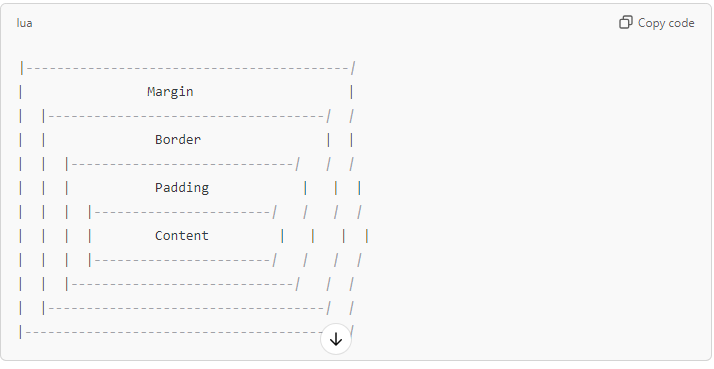 lua
Copy code
|-----------------------------------------/
|                Margin                    |
|  |-----------------------------------/  /
|  |              Border                |  |
|  |  |----------------------------/   /  /
|  |  |           Padding            |   |  |
|  |  |  |-----------------------/   /   /  /
|  |  |  |        Content         |   |   |  |
|  |  |  |-----------------------/   /   /  /
|  |  |----------------------------/   /  /
|  |-----------------------------------/  /
|-----------------------------------------/